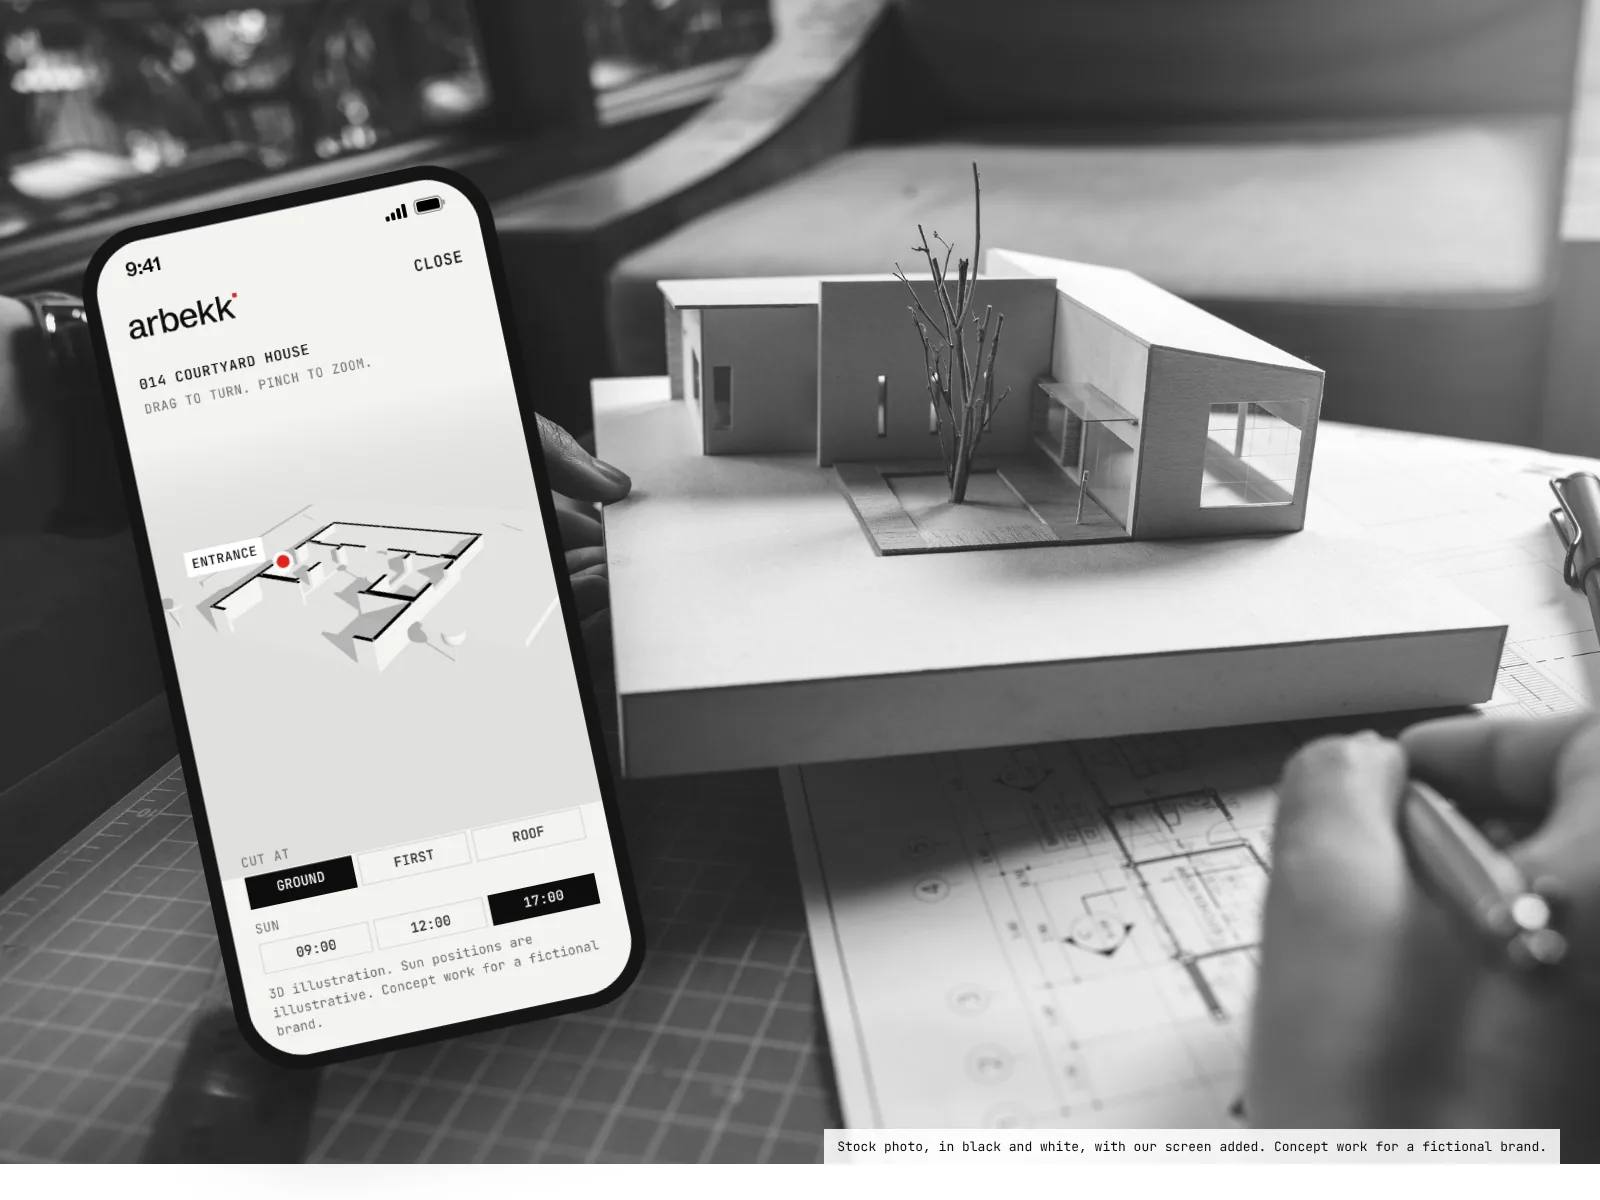 9:41
CLOSE
arbekk
014 COURTYARD HOUSE
DRAG TO TURN. PINCH TO ZOOM.
ENTRANCE
CUT AT
GROUND
FIRST
ROOF
SUN
09:00
12:00
17:00
3D illustration. Sun positions are
illustrative. Concept work for a fictional
brand.
Stock photo, in black and white, with our screen added. Concept work for a fictional brand.